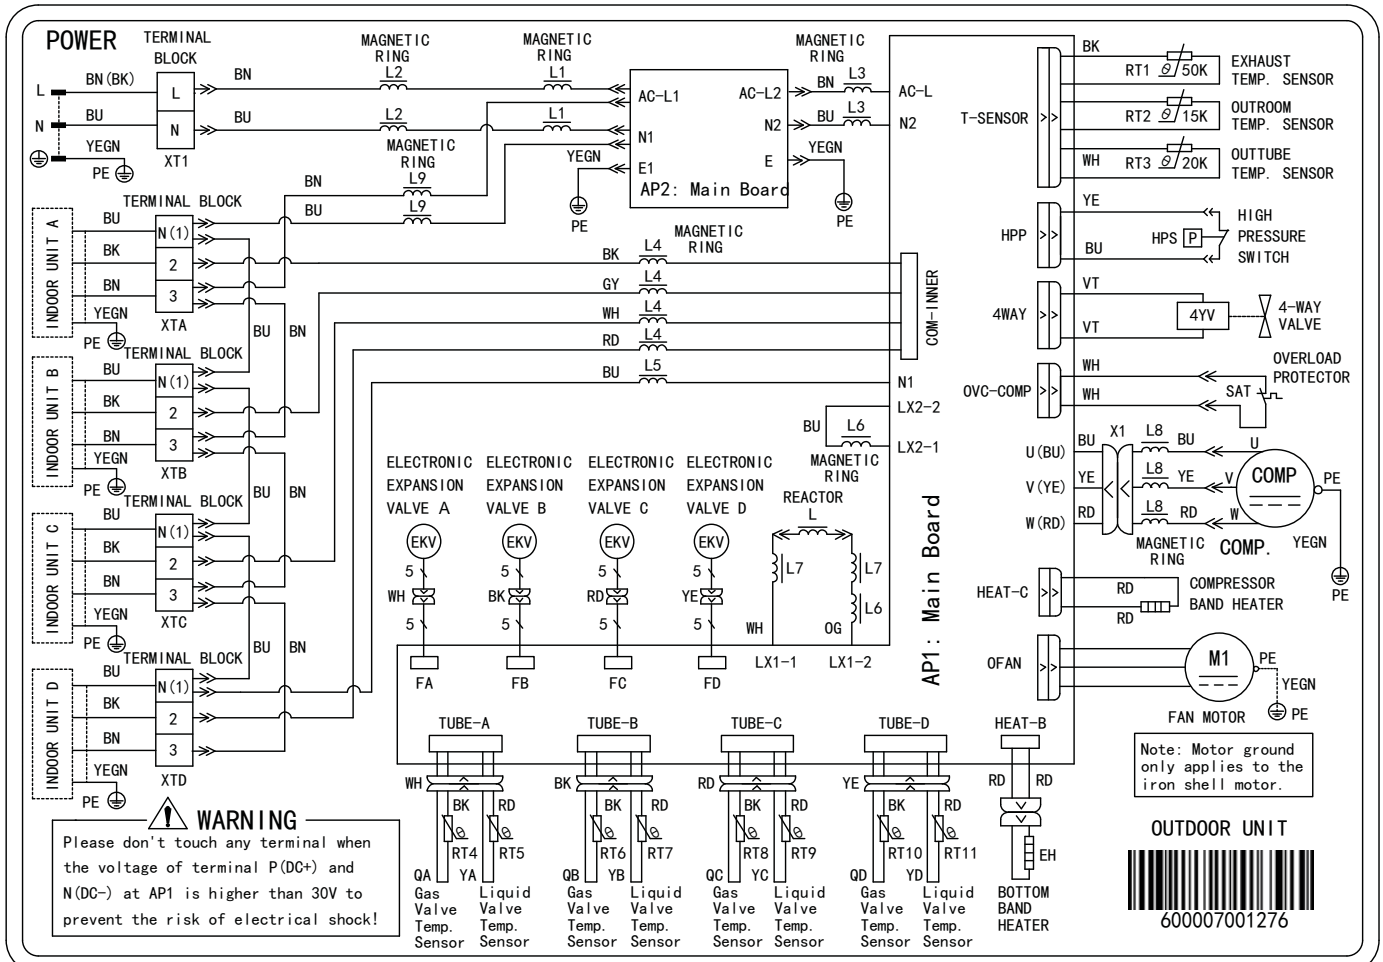 POWER
TERMINAL
BLOCK
L
N
BN(BK)
BU
YEGN
PE
L
N
XT1
BN
BU
MAGNETIC
RING
L2
L2
MAGNETIC
RING
L1
L1
MAGNETIC
RING
L9
L9
BN
BU
YEGN
PE
AC-L1
N1
E1
AC-L2
N2
E
AP2: Main Board
MAGNETIC
RING
BN
L3
BU
L3
YEGN
PE
AC-L
N2
T-SENSOR
BK
RT1 θ 50K
EXHAUST
TEMP. SENSOR
RT2 θ 15K
OUTROOM
TEMP. SENSOR
WH
RT3 θ 20K
OUTTUBE
TEMP. SENSOR
HPP
YE
BU
HPS
P
HIGH
PRESSURE
SWITCH
4WAY
VT
VT
4YV
4-WAY
VALVE
OVC-COMP
WH
WH
SAT
OVERLOAD
PROTECTOR
U(BU)
V(YE)
W(RD)
BU
YE
RD
X1
L8
BU
U
L8
YE
V
L8
RD
W
MAGNETIC
RING
COMP
COMP.
PE
YEGN
PE
HEAT-C
RD
RD
COMPRESSOR
BAND HEATER
OFAN
M1
PE
YEGN
PE
FAN MOTOR
Note: Motor ground
only applies to the
iron shell motor.
OUTDOOR UNIT
600007001276
INDOOR UNIT A
BU
BK
BN
YEGN
PE
TERMINAL BLOCK
N(1)
2
3
XTA
BU
BN
INDOOR UNIT B
BU
BK
BN
YEGN
PE
TERMINAL BLOCK
N(1)
2
3
XTB
BU
BN
INDOOR UNIT C
BU
BK
BN
YEGN
PE
TERMINAL BLOCK
N(1)
2
3
XTC
BU
BN
INDOOR UNIT D
BU
BK
BN
YEGN
PE
TERMINAL BLOCK
N(1)
2
3
XTD
MAGNETIC
RING
BK
L4
GY
L4
WH
L4
RD
L4
BU
L5
COM-INNER
N1
LX2-2
LX2-1
BU
L6
MAGNETIC
RING
ELECTRONIC
EXPANSION
VALVE A
EKV
5
WH
5
FA
ELECTRONIC
EXPANSION
VALVE B
EKV
5
BK
5
FB
ELECTRONIC
EXPANSION
VALVE C
EKV
5
RD
5
FC
ELECTRONIC
EXPANSION
VALVE D
EKV
5
YE
5
FD
REACTOR
L
L7
L7
L6
WH
OG
LX1-1
LX1-2
AP1: Main Board
TUBE-A
WH
BK
RD
θ
θ
RT4
RT5
QA
YA
Gas
Valve
Temp.
Sensor
Liquid
Valve
Temp.
Sensor
TUBE-B
BK
BK
RD
θ
θ
RT6
RT7
QB
YB
Gas
Valve
Temp.
Sensor
Liquid
Valve
Temp.
Sensor
TUBE-C
RD
BK
RD
θ
θ
RT8
RT9
QC
YC
Gas
Valve
Temp.
Sensor
Liquid
Valve
Temp.
Sensor
TUBE-D
YE
BK
RD
θ
θ
RT10
RT11
QD
YD
Gas
Valve
Temp.
Sensor
Liquid
Valve
Temp.
Sensor
HEAT-B
RD
RD
EH
BOTTOM
BAND
HEATER
WARNING
Please don't touch any terminal when
the voltage of terminal P(DC+) and
N(DC-) at AP1 is higher than 30V to
prevent the risk of electrical shock!